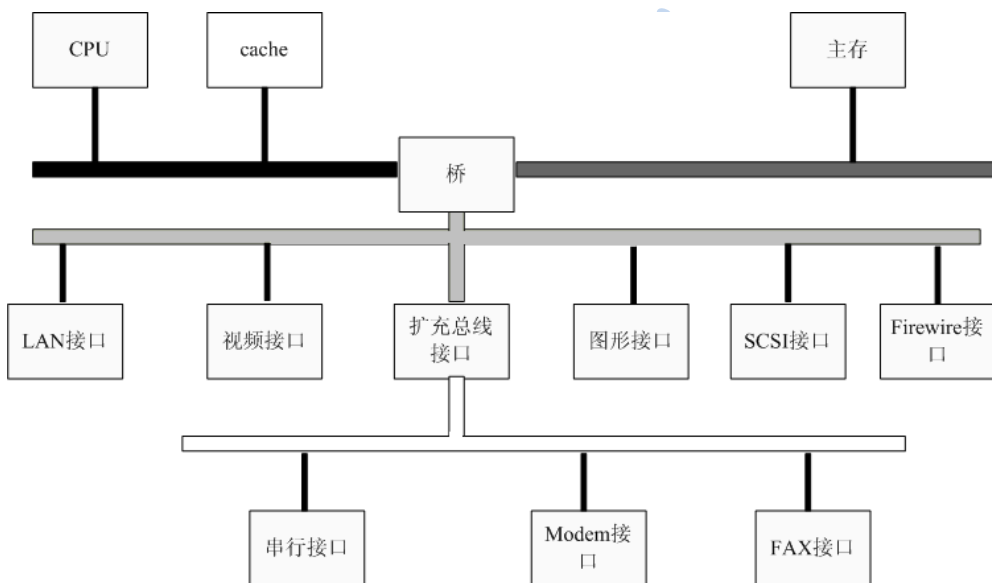 CPU
cache
主存
桥
LAN接口
视频接口
扩充总线
接口
图形接口
SCSI接口
Firewire接
口
串行接口
Modem接
口
FAX接口